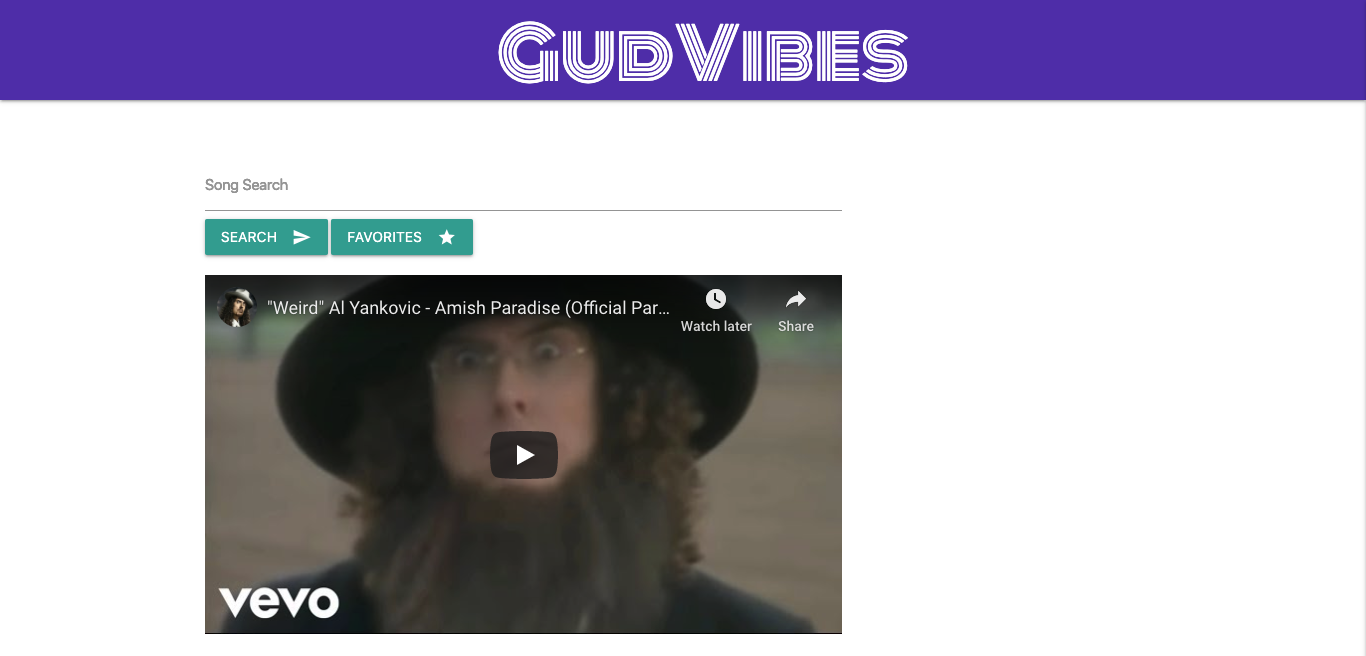 GUDVIBES
Song Search
SEARCH FAVORITES
"Weird" Al Yankovic - Amish Paradise (Official Par...
Watch later Share
vevo